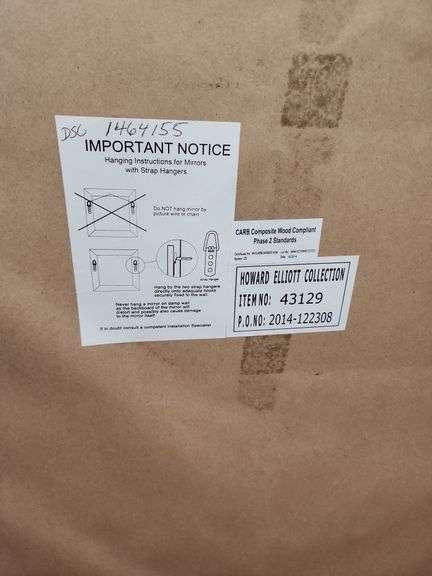 DSC 1464155
IMPORTANT NOTICE
Hanging Instructions for Mirrors
with Strap Hangers
Do NOT hang mirror by
picture wire or chain
Strap Hanger
Hang by the two strap hangers
directly onto adequate hooks
securely fixed to the wall.
Never hang a mirror on damp wall
as the backboard of the mirror will
distort and possibly also cause damage
to the mirror itself
If in doubt consult a competent Installation Specialist
CARB Composite Wood Compliant
Phase 2 Standards
HOWARD ELLIOTT COLLECTION
ITEM NO: 43129
P.O.NO: 2014-122308